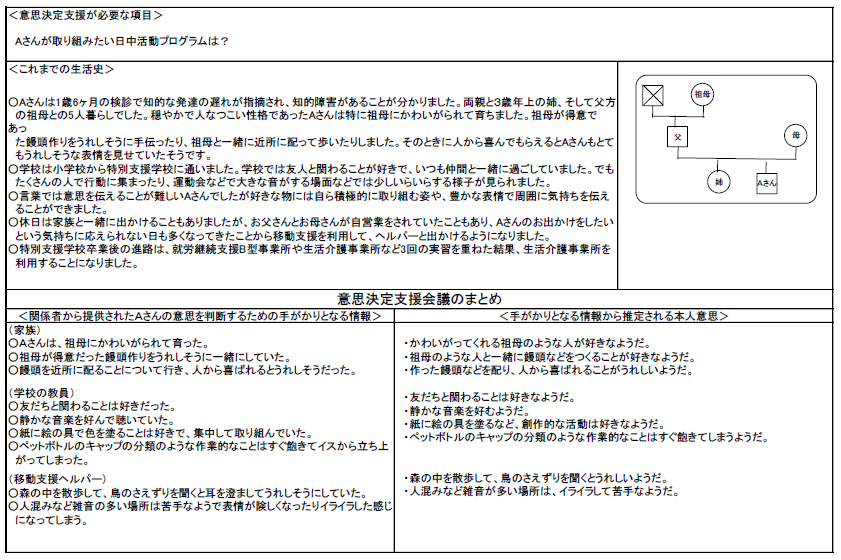 ＜意思決定支援が必要な項目＞
Aさんが取り組みたい日中活動プログラムは？
＜これまでの生活史＞
○Aさんは1歳6ヶ月の検診で知的な発達の遅れが指摘され、知的障害があることが分かりました。両親と3歳年上の姉、そして父方
の祖母との5人暮らしでした。穏やかで人なつこい性格であったAさんは特に祖母にかわいがられて育ちました。祖母が得意で
あっ
た饅頭作りをうれしそうに手伝ったり、祖母と一緒に近所に配って歩いたりしました。そのときに人から喜んでもらえるとAさんもとて
もうれしそうな表情を見せていたそうです。
○学校は小学校から特別支援学校に通いました。学校では友人と関わることが好きで、いつも仲間と一緒に過ごしていました。でも
たくさんの人で行動に集まったり、運動会などで大きな音がする場面などでは少しいらいらする様子が見られました。
○言葉では意思を伝えることが難しいAさんでしたが好きな物には自ら積極的に取り組む姿や、豊かな表情で周囲に気持ちを伝え
ることができました。
○休日は家族と一緒に出かけることもありましたが、お父さんとお母さんが自営業をされていたこともあり、Aさんのお出かけをしたい
という気持ちに応えられない日も多くなってきたことから移動支援を利用して、ヘルパーと出かけるようになりました。
○特別支援学校卒業後の進路は、就労継続支援B型事業所や生活介護事業所など3回の実習を重ねた結果、生活介護事業所を
利用することになりました。
祖母
父
母
姉
Aさん
意思決定支援会議のまとめ
＜関係者から提供されたAさんの意思を判断するための手がかりとなる情報＞
＜手がかりとなる情報から推定される本人意思＞
（家族）
○Aさんは、祖母にかわいがられて育った。
○祖母が得意だった饅頭作りをうれしそうに一緒にしていた。
○饅頭を近所に配ることについて行き、人から喜ばれるとうれしそうだった。
（学校の教員）
○友だちと関わることは好きだった。
○静かな音楽を好んで聴いていた。
○紙に絵の具で色を塗ることは好きで、集中して取り組んでいた。
○ペットボトルのキャップの分類のような作業的なことはすぐ飽きてイスから立ち上
がってしまった。
（移動支援ヘルパー）
○森の中を散歩して、鳥のさえずりを聞くと耳を澄ましてうれしそうにしていた。
○人混みなど雑音の多い場所は苦手なようで表情が険しくなったりイライラした感じ
になってしまう。
・かわいがってくれる祖母のような人が好きなようだ。
・祖母のような人と一緒に饅頭などをつくることが好きなようだ。
・作った饅頭などを配り、人から喜ばれることがうれしいようだ。
・友だちと関わることは好きなようだ。
・静かな音楽を好むようだ。
・紙に絵の具を塗るなど、創作的な活動は好きなようだ。
・ペットボトルのキャップの分類のような作業的なことはすぐ飽きてしまうようだ。
・森の中を散歩して、鳥のさえずりを聞くとうれしいようだ。
・人混みなど雑音が多い場所は、イライラして苦手なようだ。